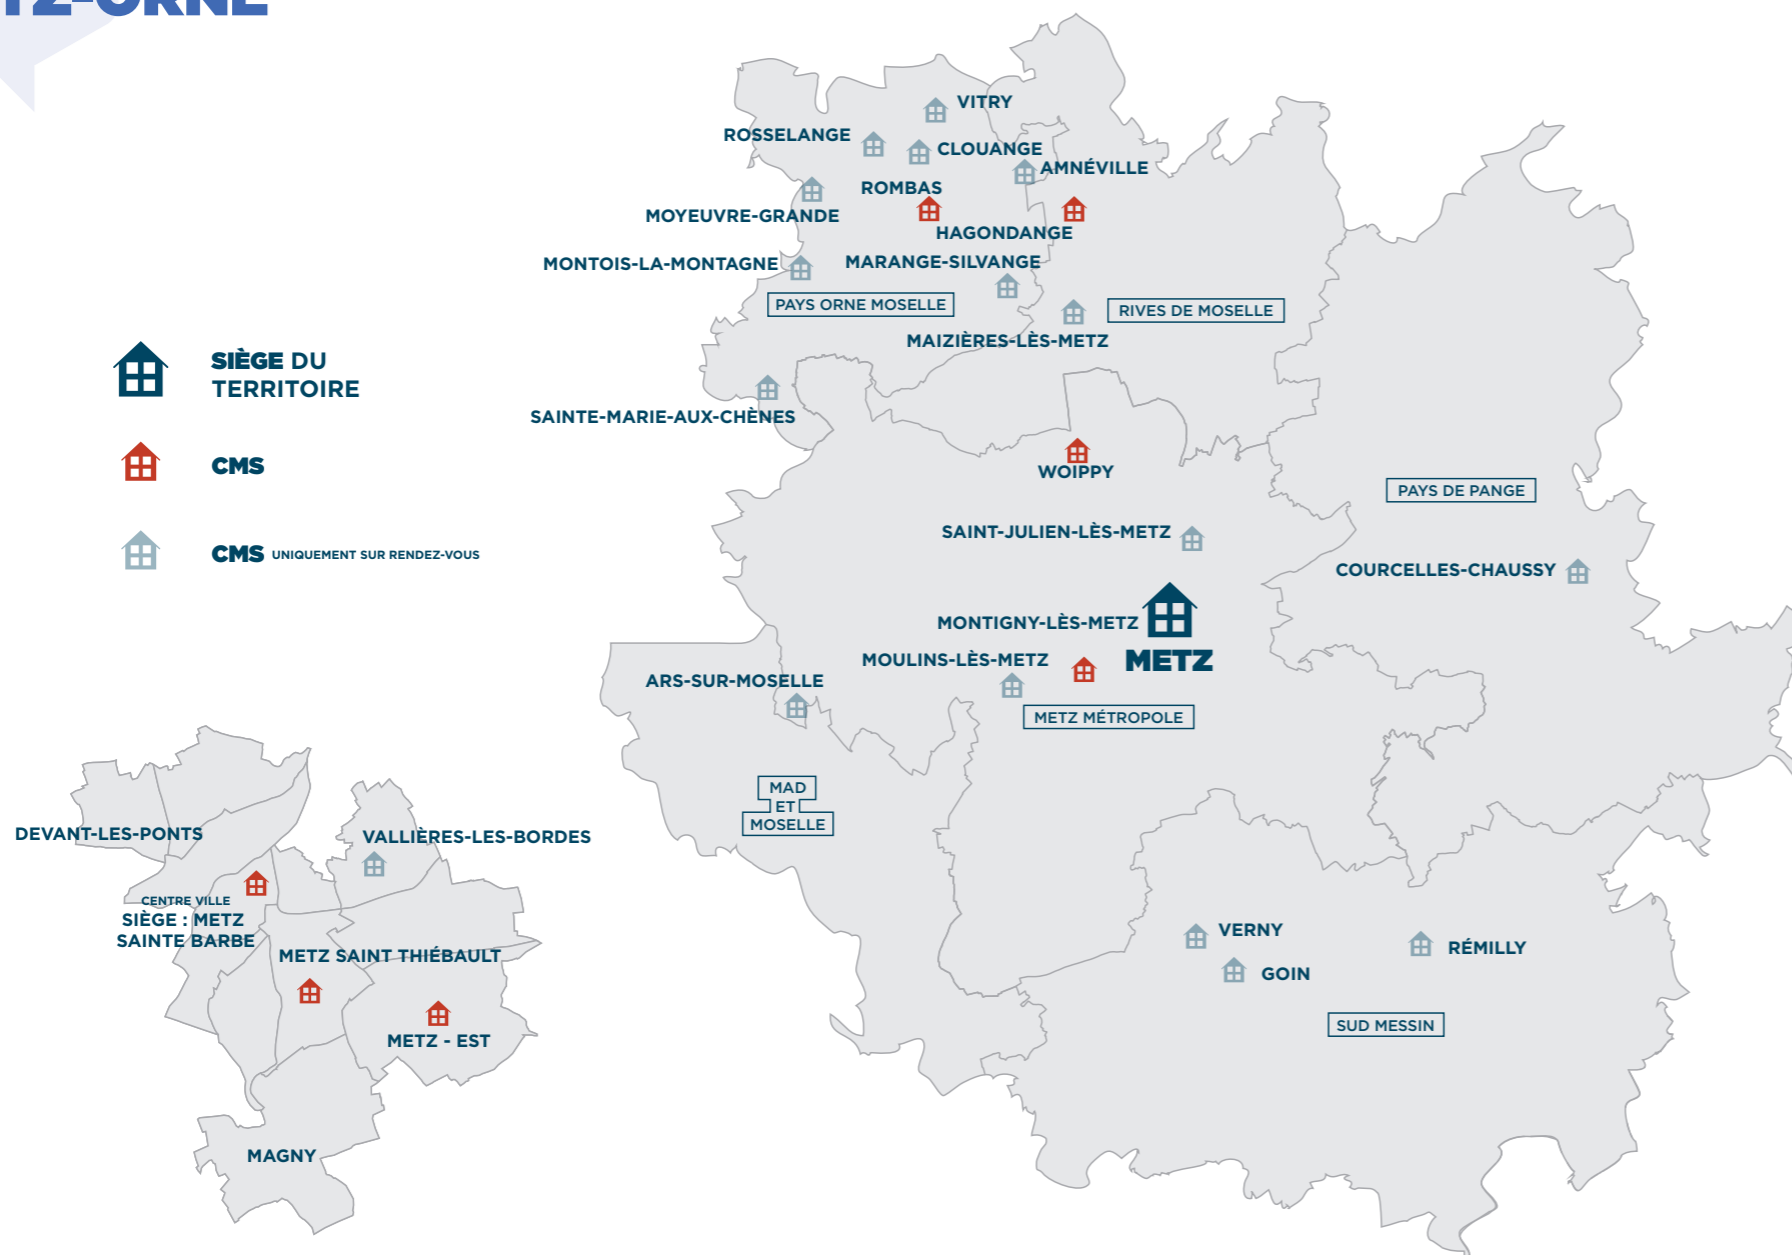 TZ-ORNE
VITRY
ROSSELANGE
CLOUANGE
AMNÉVILLE
ROMBAS
MOYEUVRE-GRANDE
HAGONDANGE
MONTOIS-LA-MONTAGNE
MARANGE-SILVANGE
PAYS ORNE MOSELLE
RIVES DE MOSELLE
MAIZIÈRES-LÈS-METZ
SIÈGE DU
TERRITOIRE
SAINTE-MARIE-AUX-CHÈNES
CMS
WOIPPY
PAYS DE PANGE
SAINT-JULIEN-LÈS-METZ
CMS UNIQUEMENT SUR RENDEZ-VOUS
COURCELLES-CHAUSSY
MONTIGNY-LÈS-METZ
MOULINS-LÈS-METZ
METZ
ARS-SUR-MOSELLE
METZ MÉTROPOLE
MAD
ET
MOSELLE
DEVANT-LES-PONTS
VALLIÈRES-LES-BORDES
CENTRE VILLE
SIÈGE : METZ
SAINTE BARBE
METZ SAINT THIÉBAULT
METZ - EST
MAGNY
VERNY
GOIN
RÉMILLY
SUD MESSIN